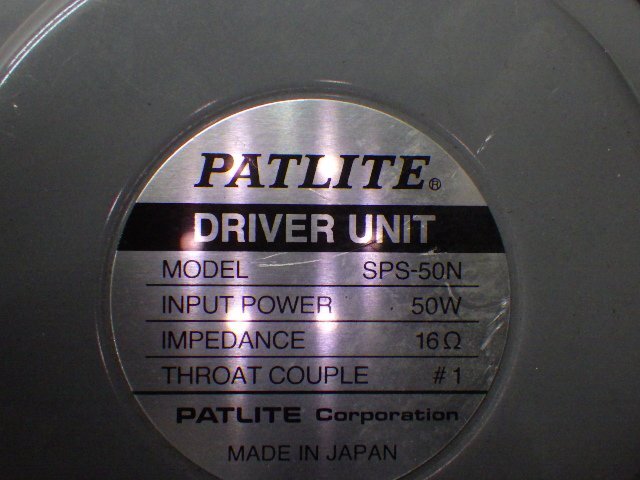 PATLITE®
DRIVER UNIT
MODEL SPS-50N
INPUT POWER 50W
IMPEDANCE 16Ω
THROAT COUPLE #1
PATLITE Corporation
MADE IN JAPAN